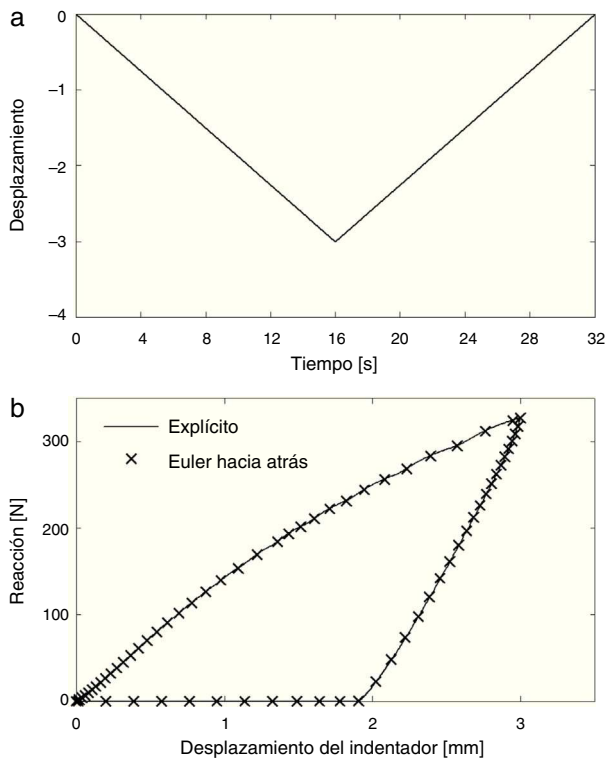 a
0
−1
−2
−3
−4
Desplazamiento
0 4 8 12 16 20 24 28 32
Tiempo [s]
b
Explícito
Euler hacia atrás
300
200
100
0
Reacción [N]
0 1 2 3
Desplazamiento del indentador [mm]